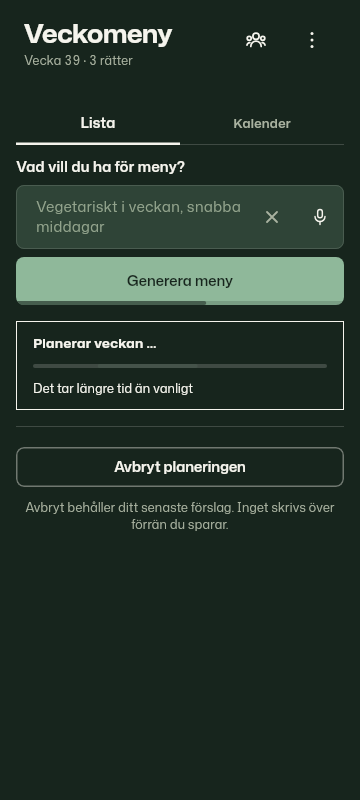 Veckomeny
Vecka 39 · 3 rätter
Lista
Kalender
Vad vill du ha för meny?
Vegetariskt i veckan, snabba
middagar
Generera meny
Planerar veckan ...
Det tar längre tid än vanligt
Avbryt planeringen
Avbryt behåller ditt senaste förslag. Inget skrivs över
förrän du sparar.